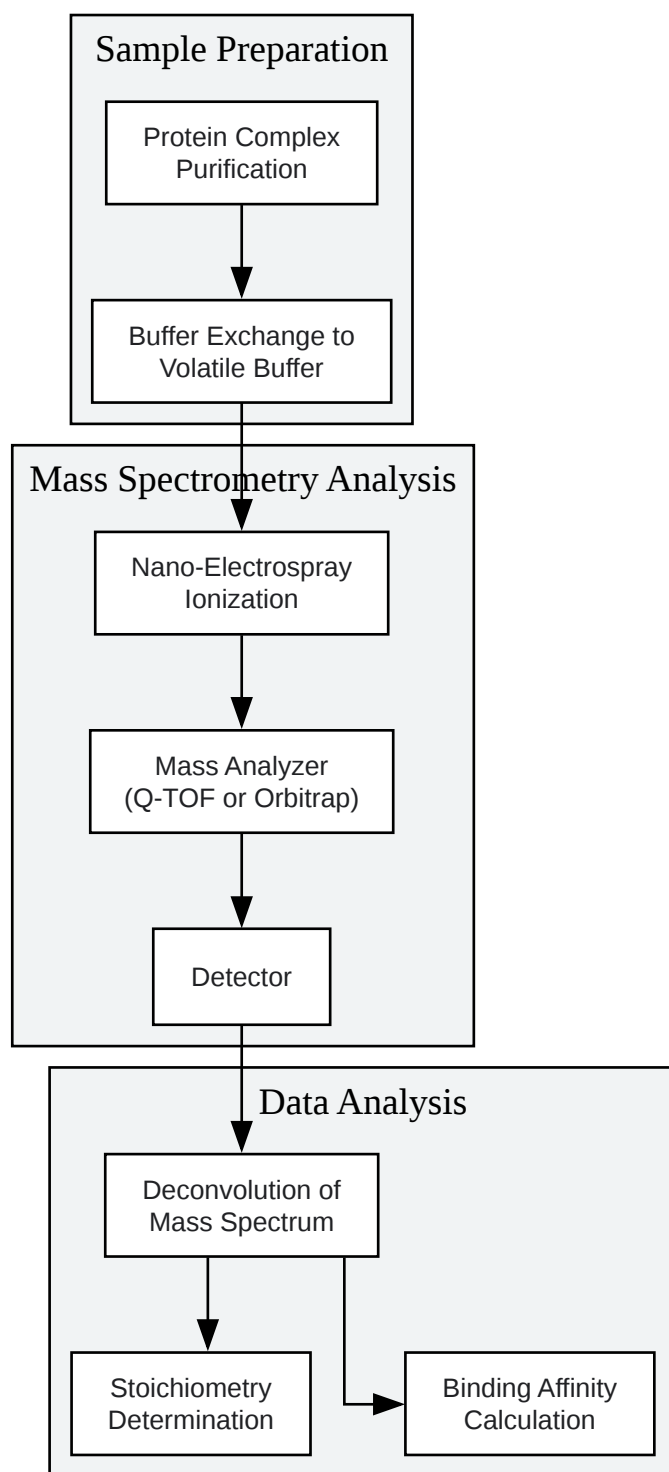 Sample Preparation
Protein Complex
Purification
Buffer Exchange to
Volatile Buffer
Mass Spectrometry Analysis
Nano-Electrospray
Ionization
Mass Analyzer
(Q-TOF or Orbitrap)
Detector
Data Analysis
Deconvolution of
Mass Spectrum
Stoichiometry
Determination
Binding Affinity
Calculation